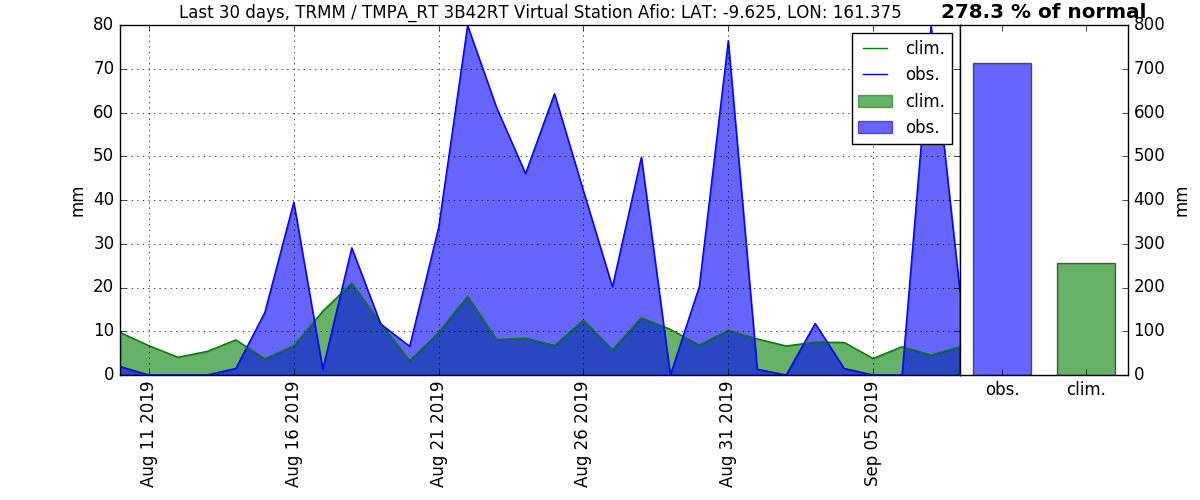 Last 30 days, TRMM / TMPA_RT 3B42RT Virtual Station Afio: LAT: -9.625, LON: 161.375
278.3 % of normal
80
70
60
50
40
30
20
10
0
mm
clim.
obs.
clim.
obs.
800
700
600
500
400
300
200
100
0
mm
Aug 11 2019
Aug 16 2019
Aug 21 2019
Aug 26 2019
Aug 31 2019
Sep 05 2019
obs.
clim.